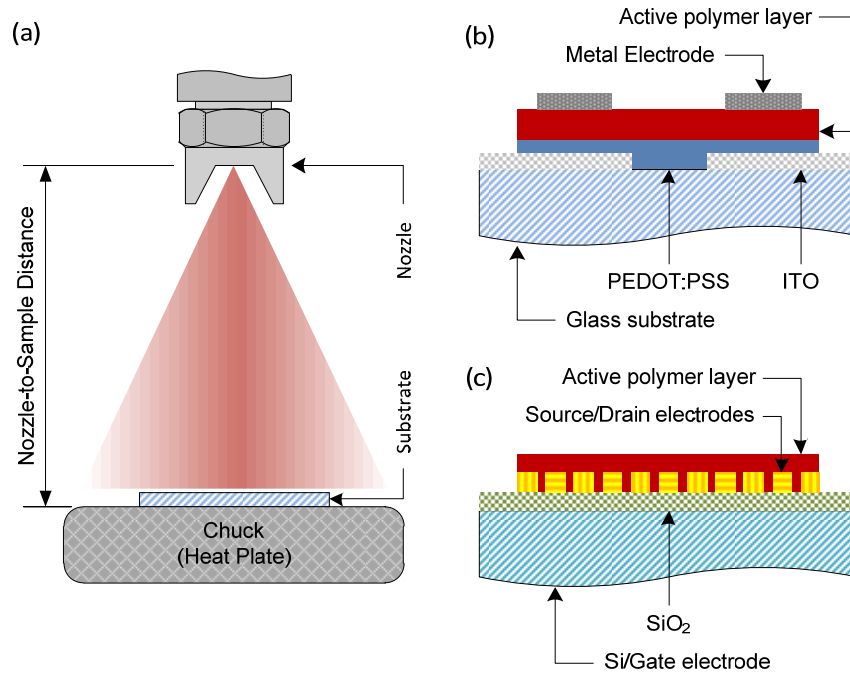 (a)
Nozzle-to-Sample Distance
Nozzle
Substrate
Chuck
(Heat Plate)
(b)
Active polymer layer
Metal Electrode
PEDOT:PSS
ITO
Glass substrate
(c)
Active polymer layer
Source/Drain electrodes
SiO₂
Si/Gate electrode